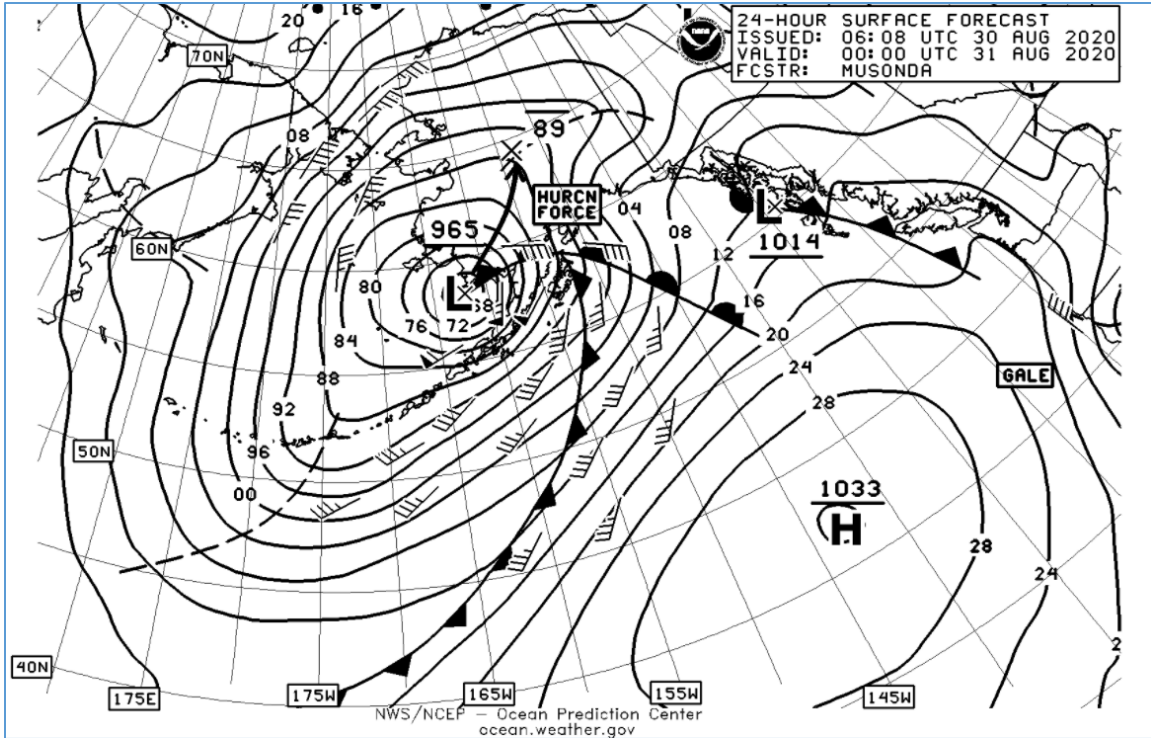 24-HOUR SURFACE FORECAST
ISSUED: 06:08 UTC 30 AUG 2020
VALID: 00:00 UTC 31 AUG 2020
FCSTR: MUSONDA
NOAA
20
16
70N
08
89
HURCN
FORCE
04
965
60N
08
L
1014
12
80
L
68
76
72
16
84
20
24
GALE
88
28
92
50N
96
00
1033
H
28
24
2
40N
175E
175W
165W
155W
145W
NWS/NCEP – Ocean Prediction Center
ocean.weather.gov